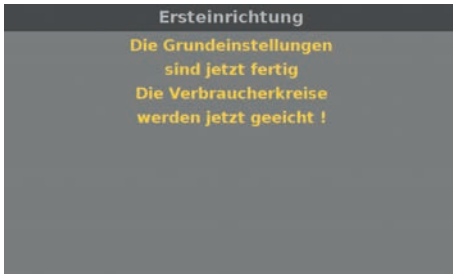 Ersteinrichtung
Die Grundeinstellungen
sind jetzt fertig
Die Verbraucherkreise
werden jetzt geeicht !